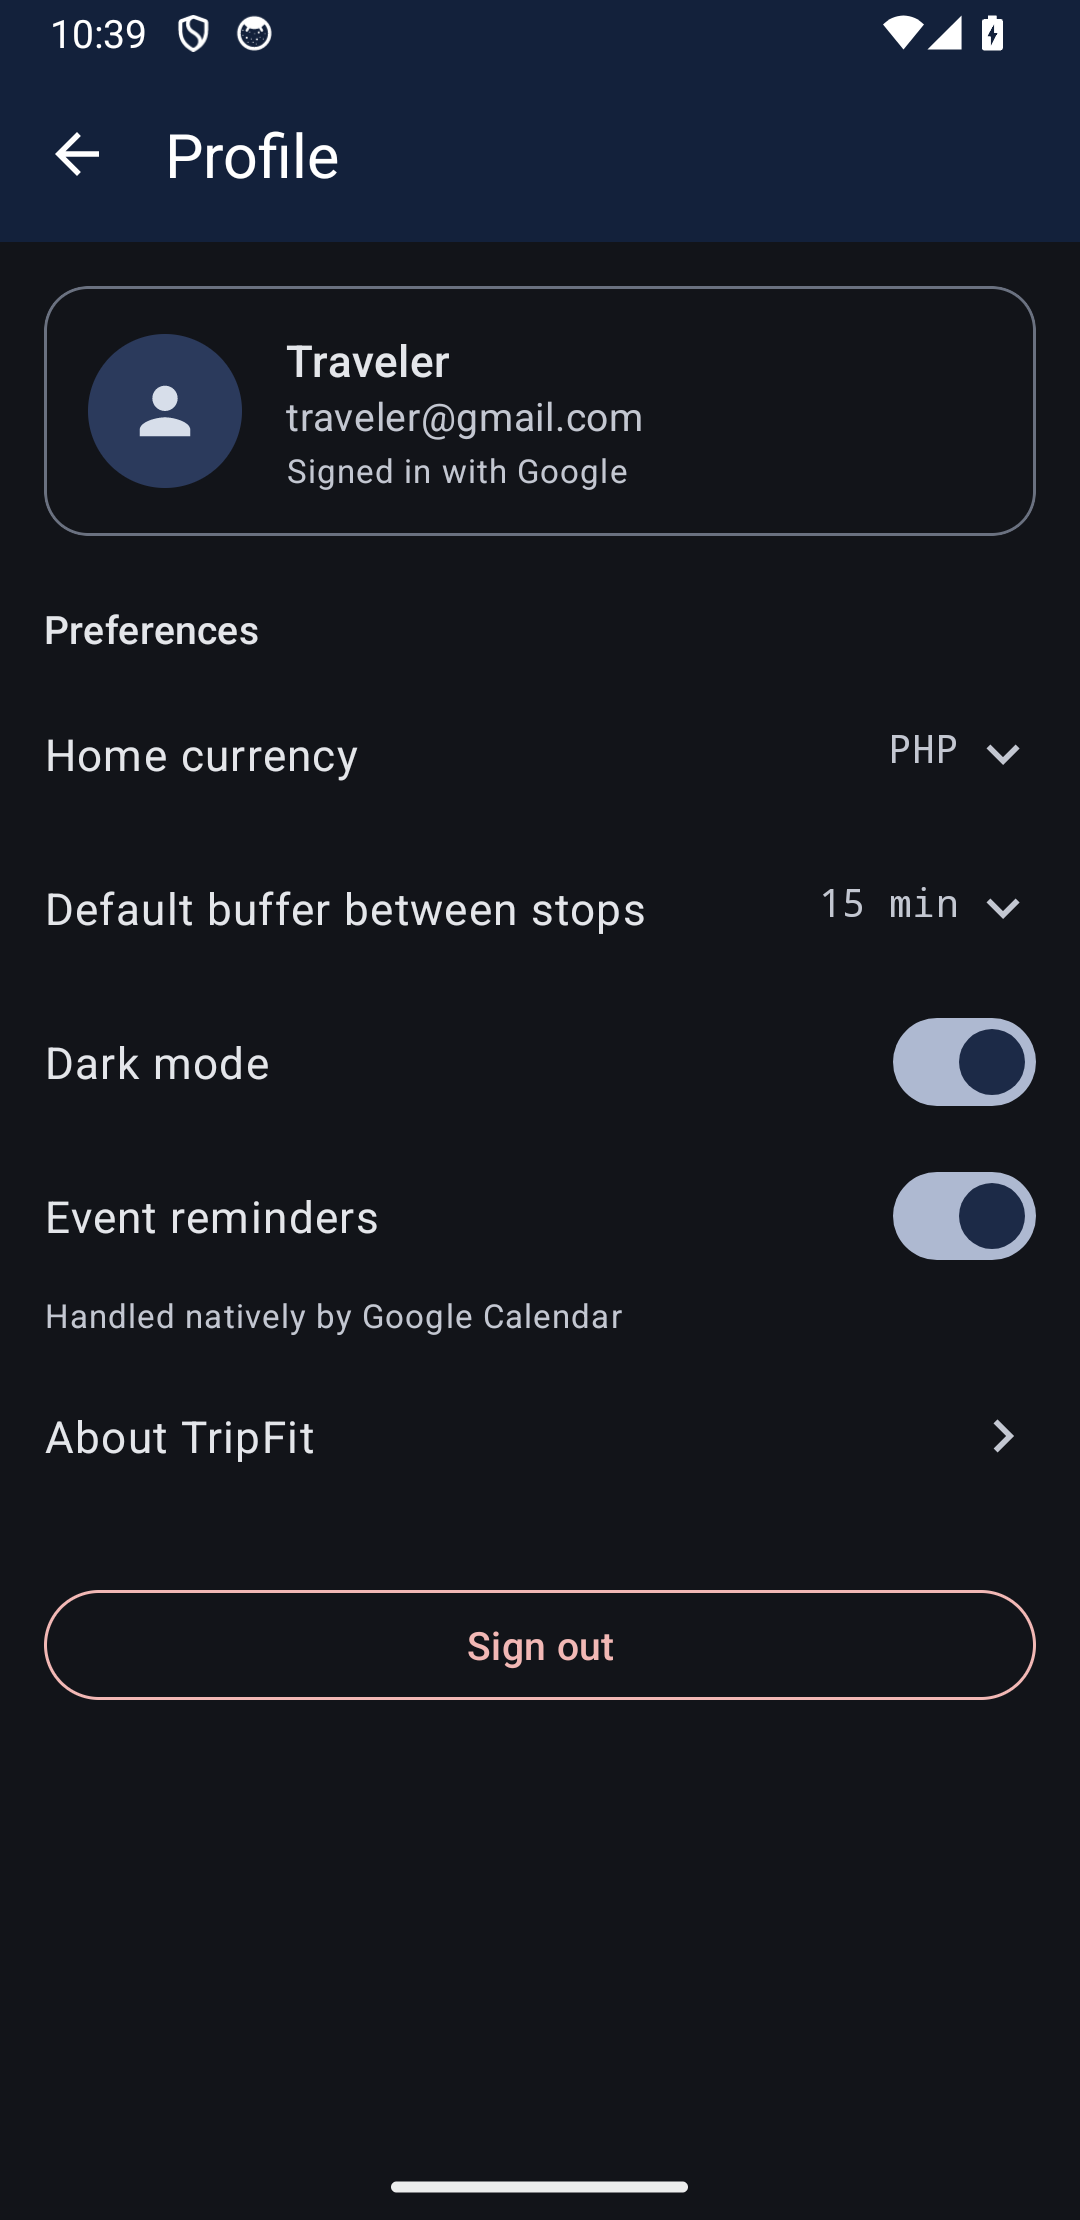 10:39
Profile
Traveler
traveler@gmail.com
Signed in with Google
Preferences
Home currency PHP
Default buffer between stops 15 min
Dark mode
Event reminders
Handled natively by Google Calendar
About TripFit
Sign out